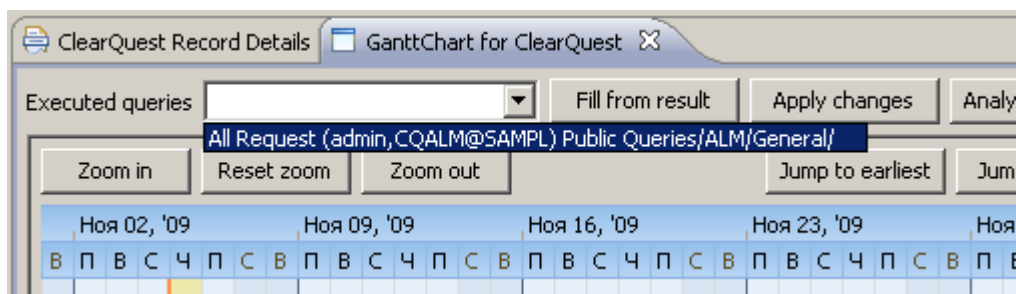 ClearQuest Record Details GanttChart for ClearQuest
Executed queries Fill from result Apply changes Analy
All Request (admin,CQALM@SAMPL) Public Queries/ALM/General/
Zoom in Reset zoom Zoom out Jump to earliest Jum
Ноя 02, '09 Ноя 09, '09 Ноя 16, '09 Ноя 23, '09 Ноя
В П В С Ч П С В П В С Ч П С В П В С Ч П С В П В С Ч П С В П В